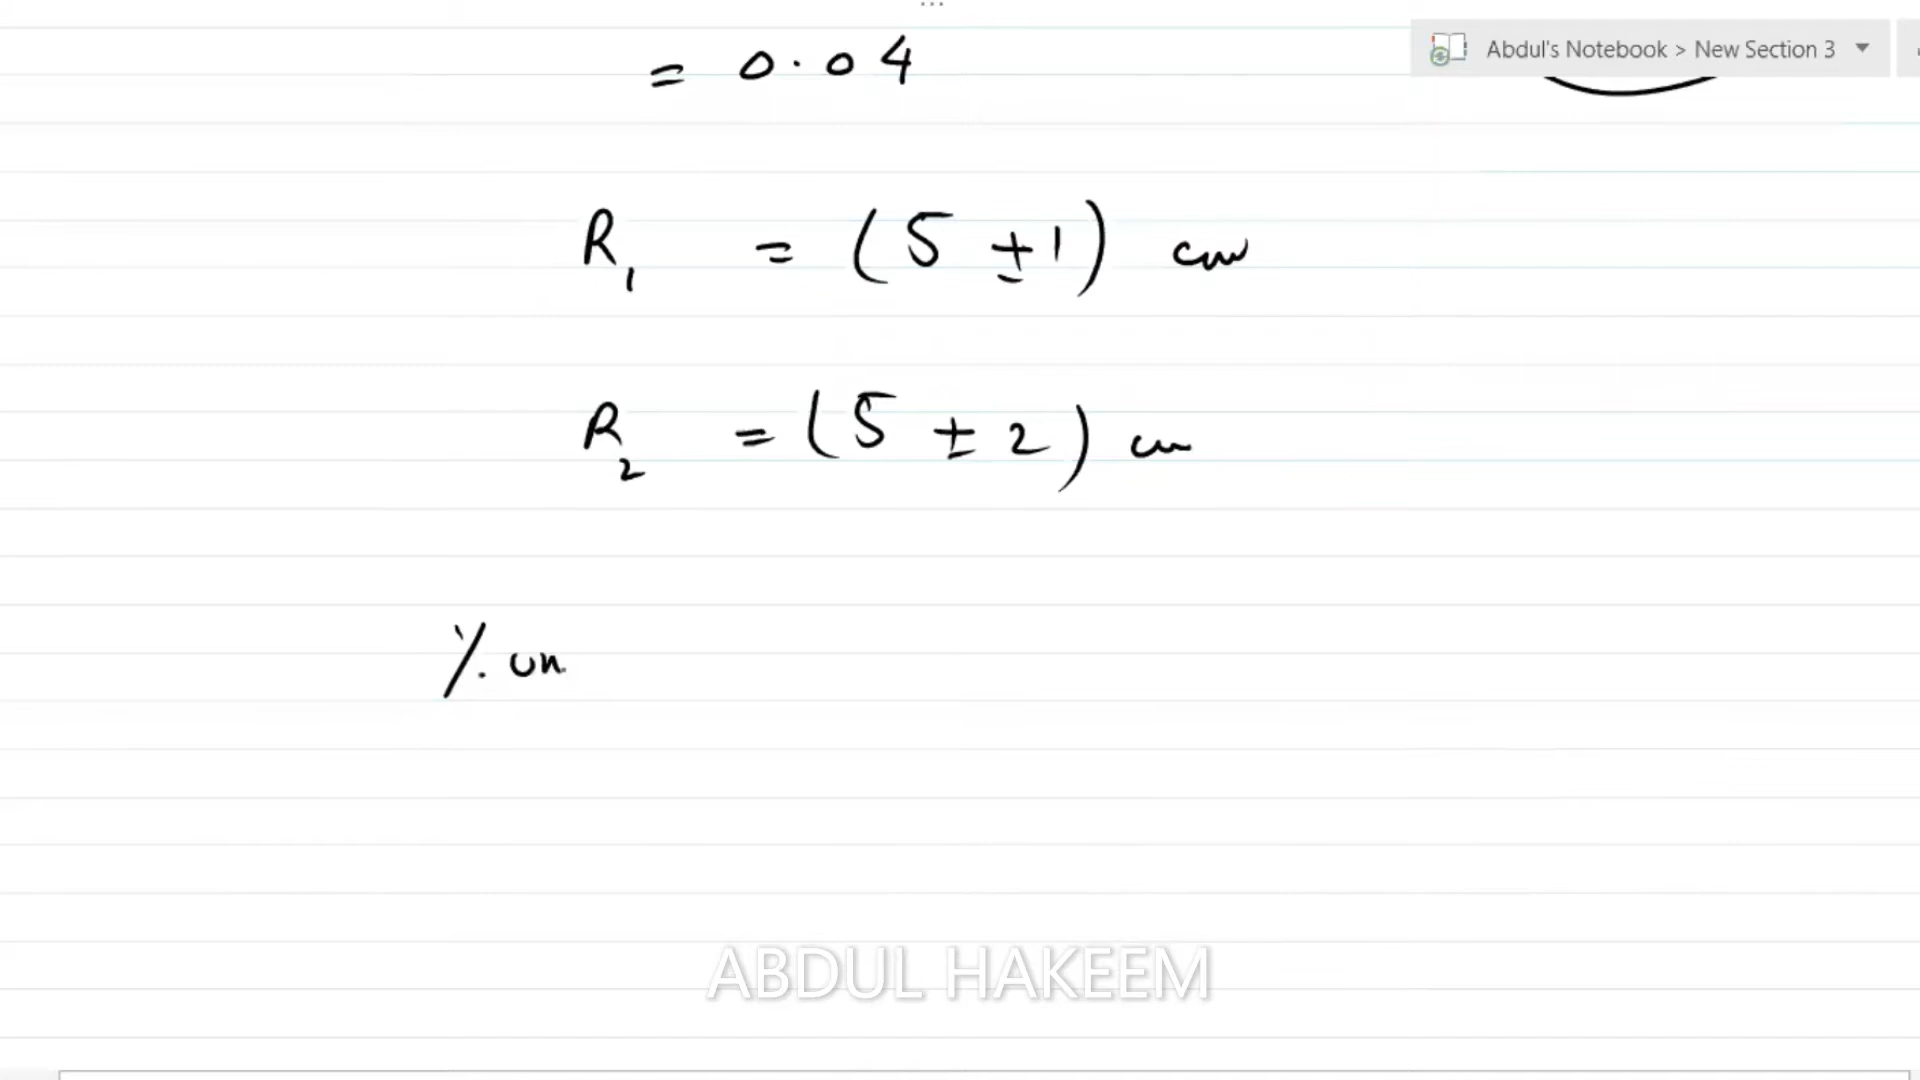 Abdul's Notebook > New Section 3
= 0.04
R₁ = (5 ± 1) cm
R₂ = (5 ± 2) cm
% un
ABDUL HAKEEM